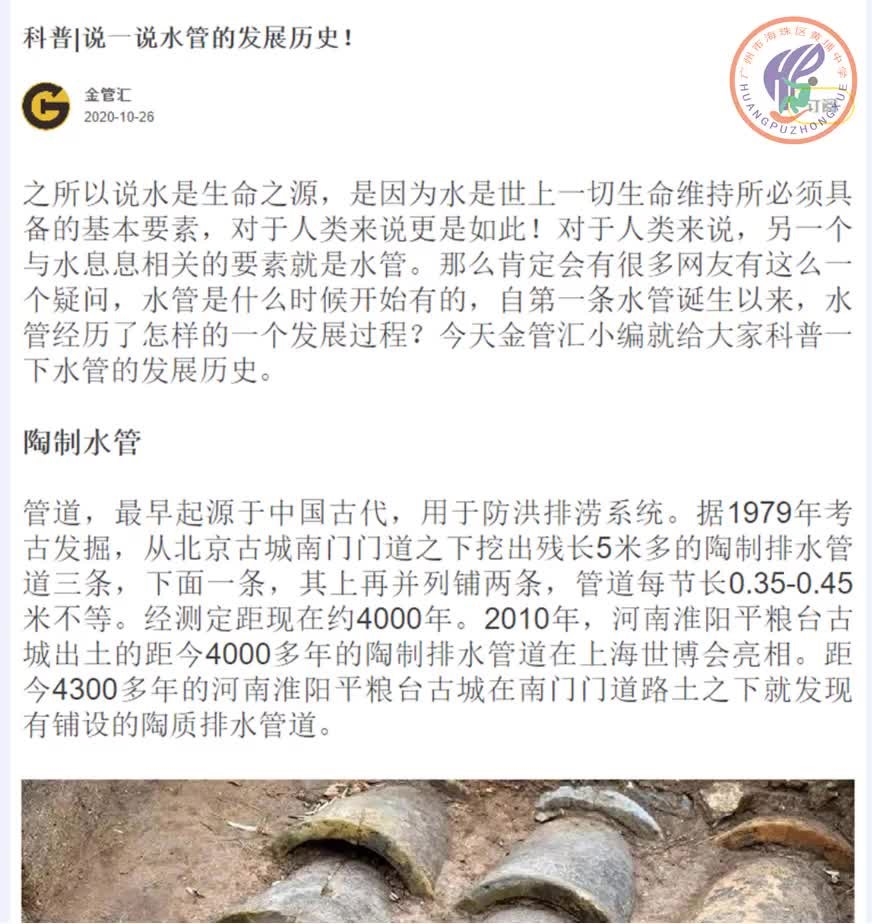 科普|说一说水管的发展历史！
金管汇
2020-10-26
广州市海珠区黄埔中学
HUANGPUZHONGXUE
之所以说水是生命之源，是因为水是世上一切生命维持所必须具
备的基本要素，对于人类来说更是如此！对于人类来说，另一个
与水息息相关的要素就是水管。那么肯定会有很多网友有这么一
个疑问，水管是什么时候开始有的，自第一条水管诞生以来，水
管经历了怎样的一个发展过程？今天金管汇小编就给大家科普一
下水管的发展历史。
陶制水管
管道，最早起源于中国古代，用于防洪排涝系统。据1979年考
古发掘，从北京古城南门门道之下挖出残长5米多的陶制排水管
道三条，下面一条，其上再并列铺两条，管道每节长0.35-0.45
米不等。经测定距现在约4000年。2010年，河南淮阳平粮台古
城出土的距今4000多年的陶制排水管道在上海世博会亮相。距
今4300多年的河南淮阳平粮台古城在南门门道路土之下就发现
有铺设的陶质排水管道。